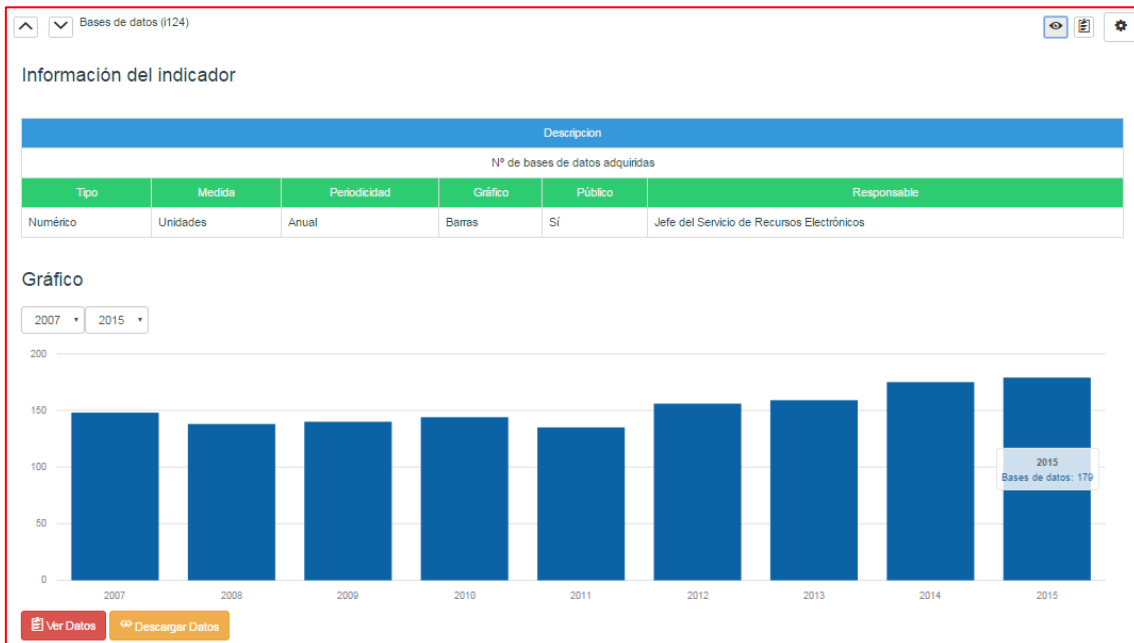 Bases de datos (i124)
Información del indicador
Descripcion
Nº de bases de datos adquiridas
Tipo Medida Periodicidad Gráfico Público Responsable
Numérico Unidades Anual Barras Sí Jefe del Servicio de Recursos Electrónicos
Gráfico
2007 2015
200
150
100
50
0
2015
Bases de datos: 179
2007 2008 2009 2010 2011 2012 2013 2014 2015
Ver Datos Descargar Datos